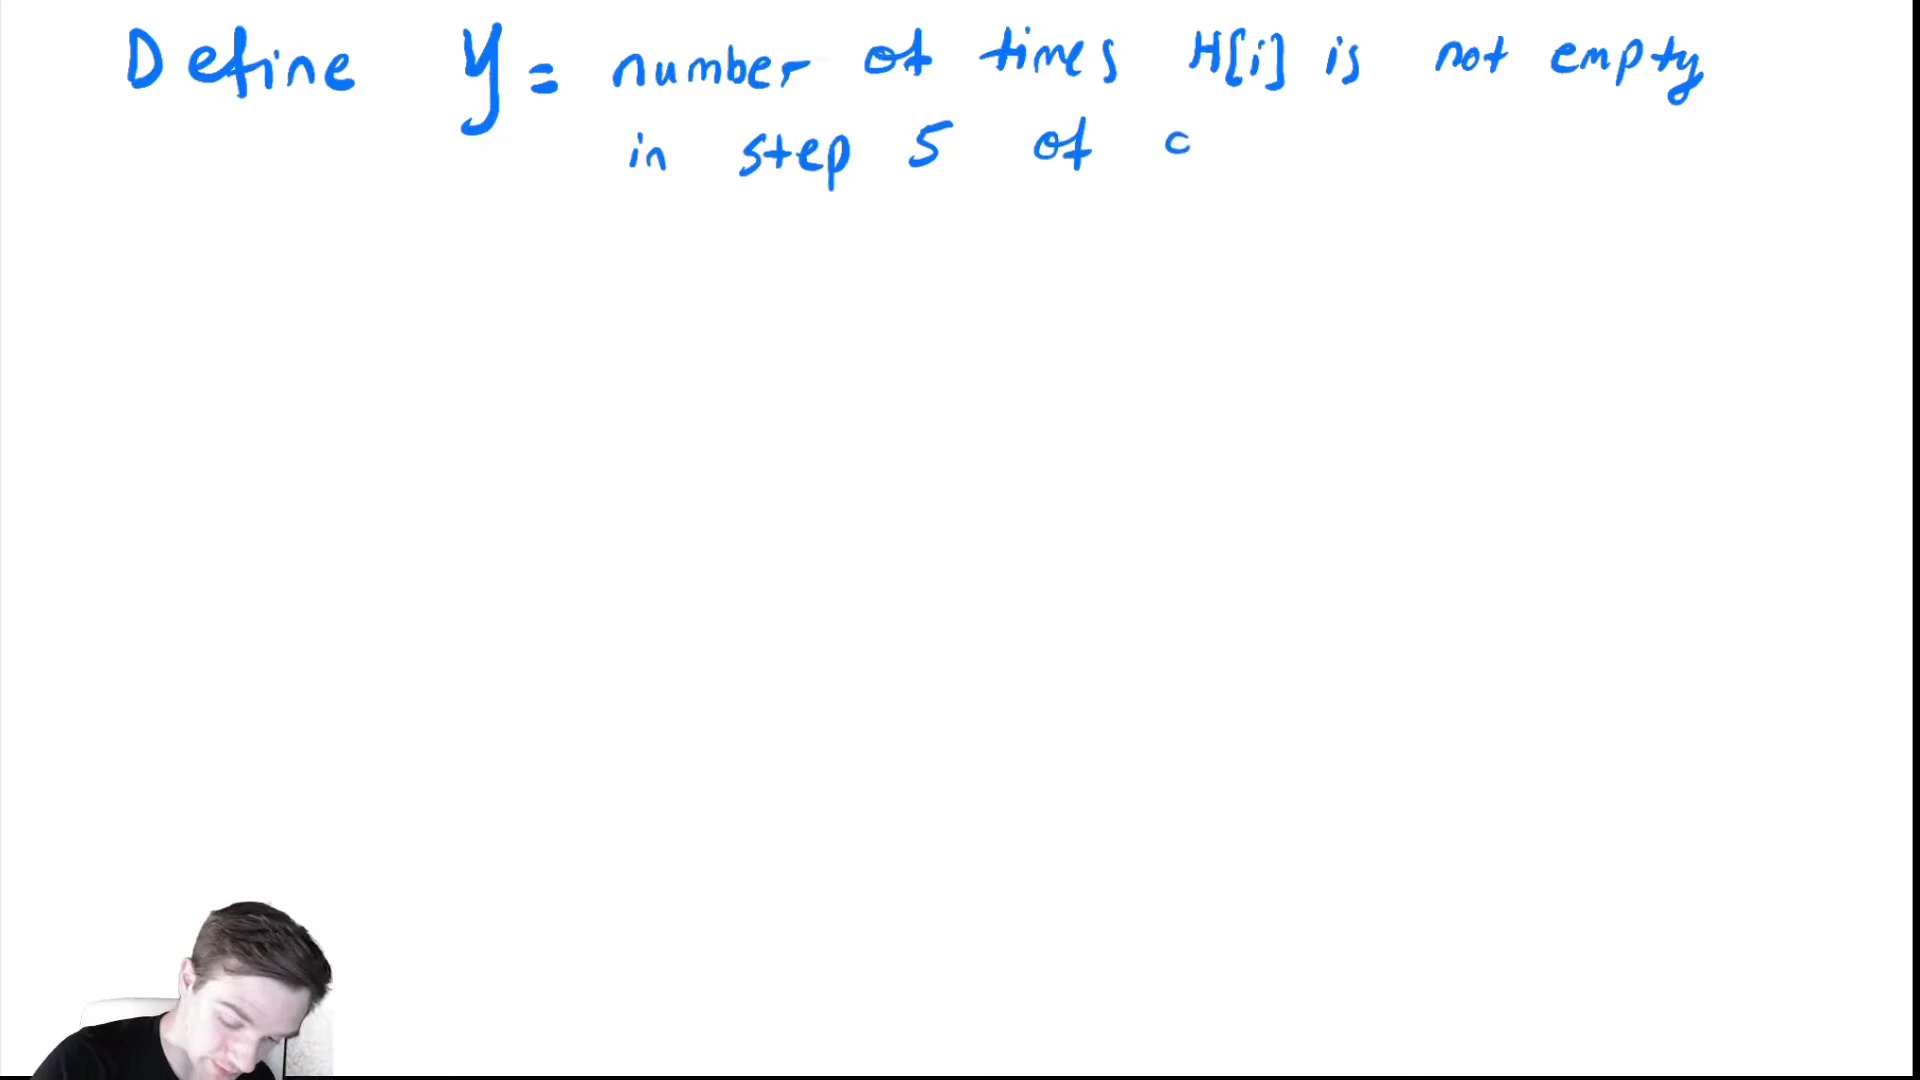 Define Y = number of times H[i] is not empty
in step 5 of c